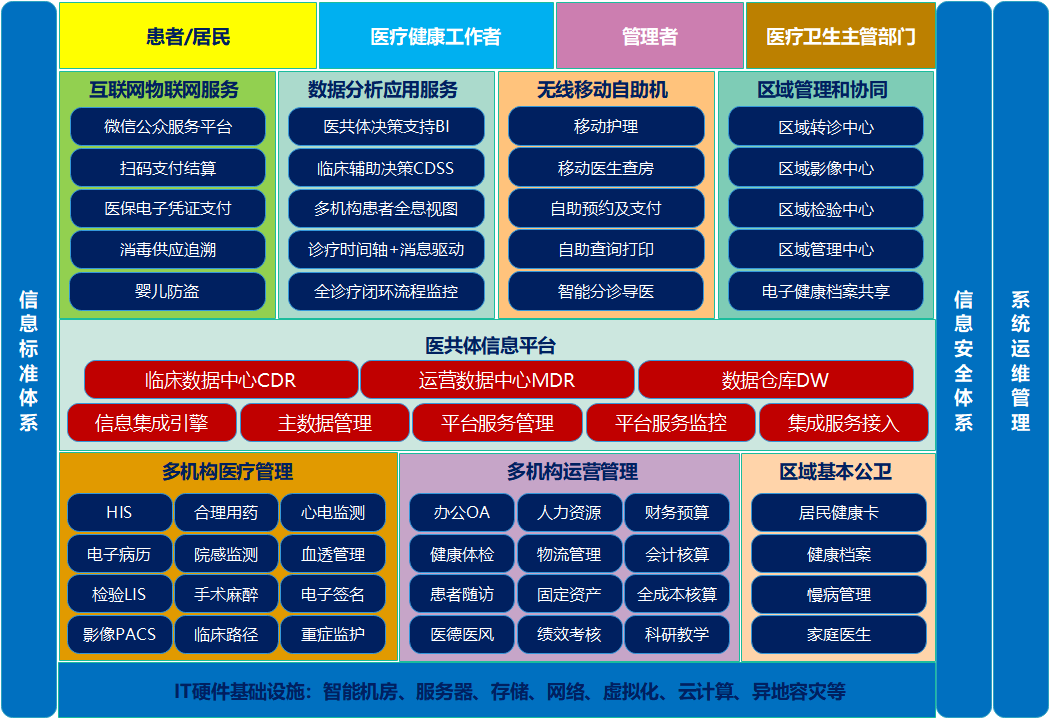 患者/居民
医疗健康工作者
管理者
医疗卫生主管部门
信息标准体系
互联网物联网服务
微信公众服务平台
扫码支付结算
医保电子凭证支付
消毒供应追溯
婴儿防盗
数据分析应用服务
医共体决策支持BI
临床辅助决策CDSS
多机构患者全息视图
诊疗时间轴+消息驱动
全诊疗闭环流程监控
无线移动自助机
移动护理
移动医生查房
自助预约及支付
自助查询打印
智能分诊导医
区域管理和协同
区域转诊中心
区域影像中心
区域检验中心
区域管理中心
电子健康档案共享
医共体信息平台
临床数据中心CDR
运营数据中心MDR
数据仓库DW
信息集成引擎
主数据管理
平台服务管理
平台服务监控
集成服务接入
多机构医疗管理
HIS
合理用药
心电监测
电子病历
院感监测
血透管理
检验LIS
手术麻醉
电子签名
影像PACS
临床路径
重症监护
多机构运营管理
办公OA
人力资源
财务预算
健康体检
物流管理
会计核算
患者随访
固定资产
全成本核算
医德医风
绩效考核
科研教学
区域基本公卫
居民健康卡
健康档案
慢病管理
家庭医生
IT硬件基础设施：智能机房、服务器、存储、网络、虚拟化、云计算、异地容灾等
信息安全体系
系统运维管理